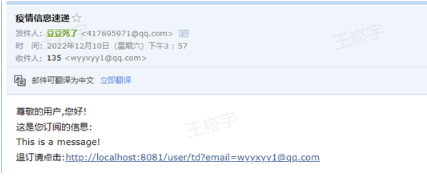 疫情信息速递☆
发件人:豆豆死了 <417695971@qq.com>
时 间:2022年12月10日(星期六)下午3:57
收件人:135 <wyyxyy1@qq.com>
邮件可翻译为中文 立即翻译
尊敬的用户,您好!
这是您订阅的信息:
This is a message!
退订请点击:http://localhost:8081/user/td?email=wyyxyy1@qq.com
王崧宇
王崧宇